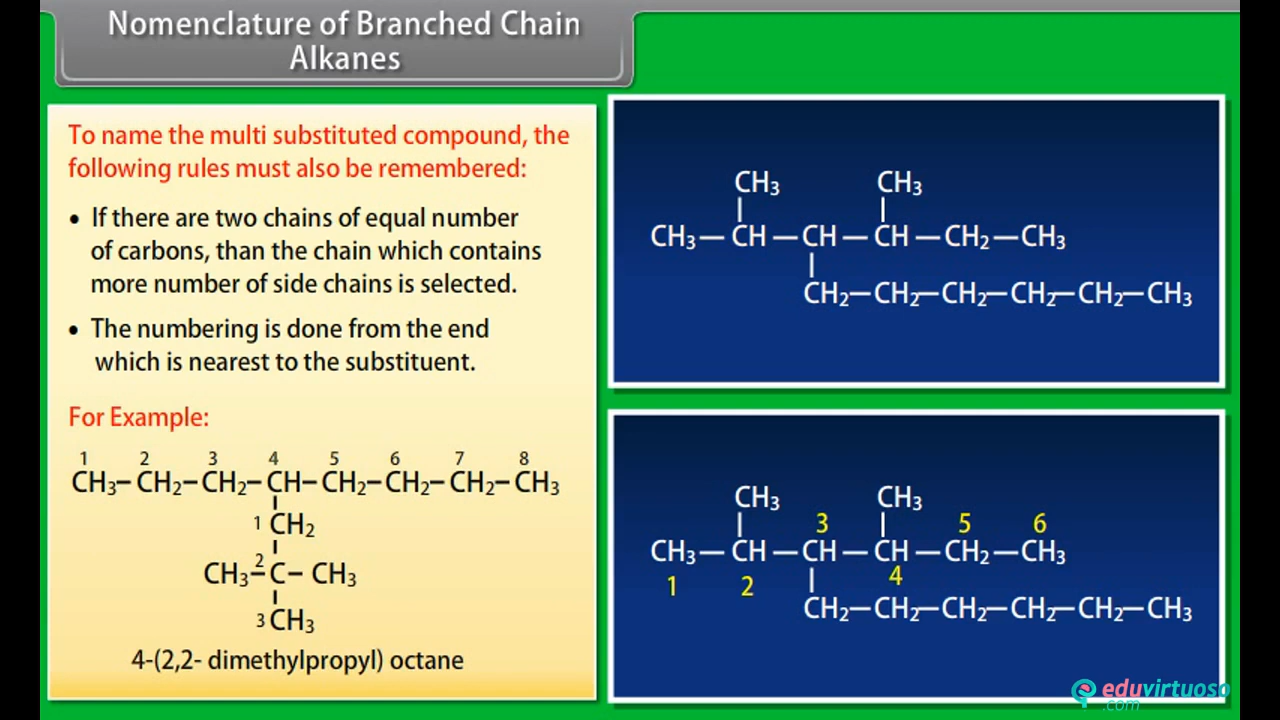 Nomenclature of Branched Chain
Alkanes
To name the multi substituted compound, the
following rules must also be remembered:
• If there are two chains of equal number
of carbons, than the chain which contains
more number of side chains is selected.
• The numbering is done from the end
which is nearest to the substituent.
For Example:
1 2 3 4 5 6 7 8
CH₃–CH₂–CH₂–CH–CH₂–CH₂–CH₂–CH₃
1 CH₂
2
CH₃–C–CH₃
3 CH₃
4-(2,2- dimethylpropyl) octane
CH₃ CH₃
CH₃—CH—CH—CH—CH₂—CH₃
CH₂—CH₂—CH₂—CH₂—CH₂—CH₃
CH₃ CH₃
3 5 6
CH₃—CH—CH—CH—CH₂—CH₃
1 2 4
CH₂—CH₂—CH₂—CH₂—CH₂—CH₃
eduvirtuoso
.com